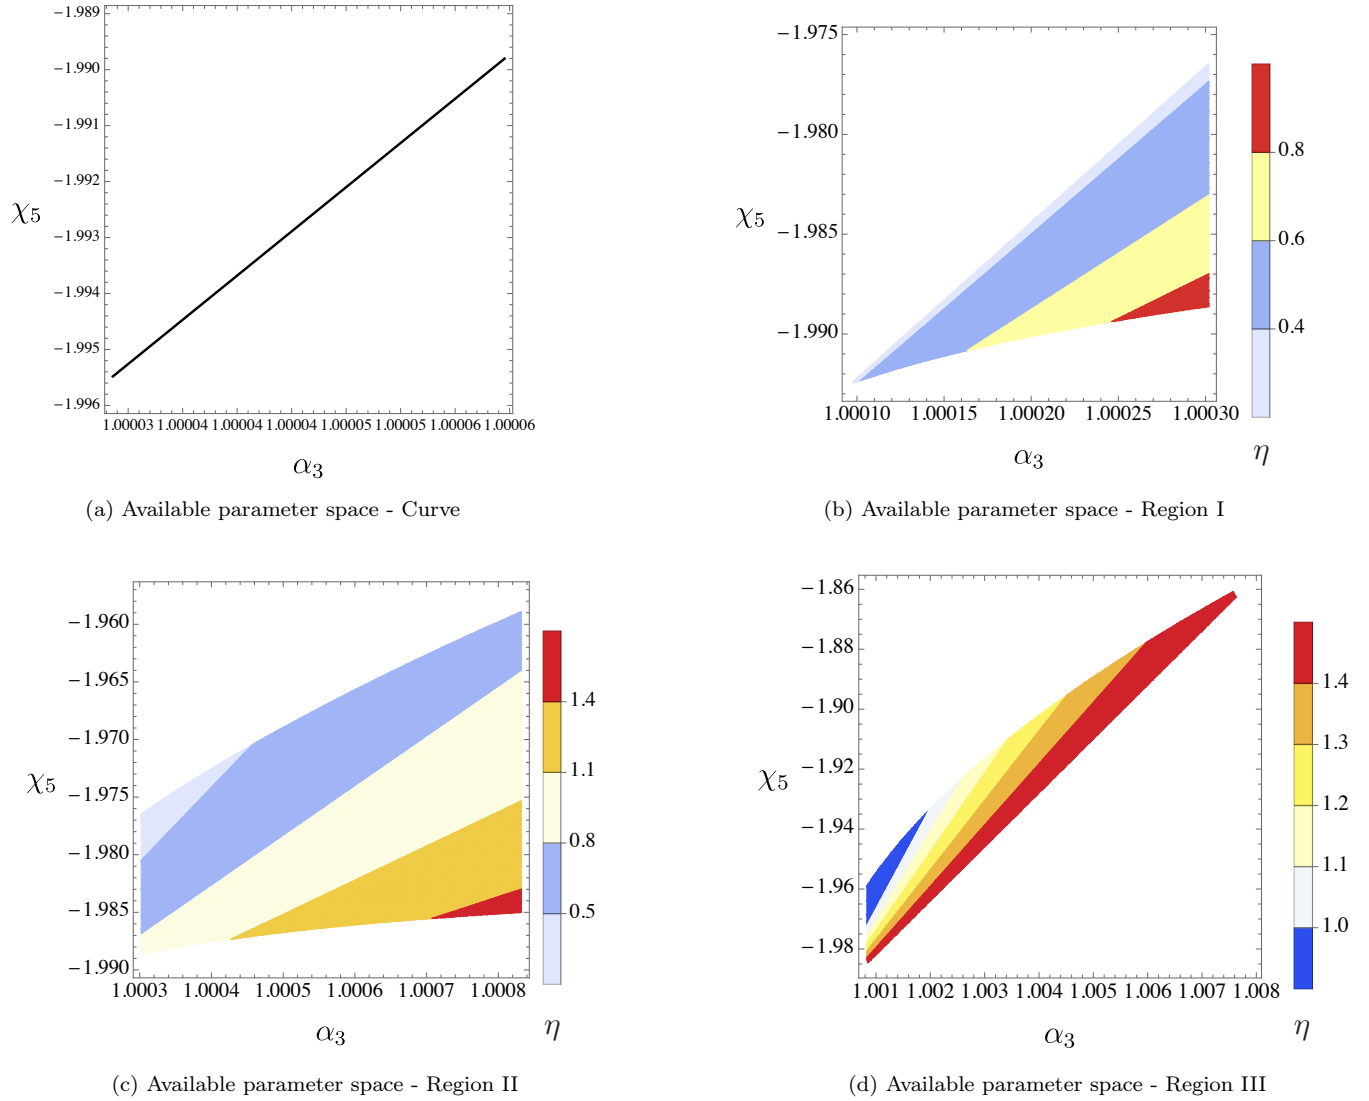 −1.989
−1.990
−1.991
−1.992
−1.993
−1.994
−1.995
−1.996
χ5
1.00003 1.00004 1.00004 1.00004 1.00005 1.00005 1.00006 1.00006
α3
(a) Available parameter space - Curve
−1.975
−1.980
−1.985
−1.990
χ5
1.00010 1.00015 1.00020 1.00025 1.00030
α3
0.8
0.6
0.4
η
(b) Available parameter space - Region I
−1.960
−1.965
−1.970
−1.975
−1.980
−1.985
−1.990
χ5
1.0003 1.0004 1.0005 1.0006 1.0007 1.0008
α3
1.4
1.1
0.8
0.5
η
(c) Available parameter space - Region II
−1.86
−1.88
−1.90
−1.92
−1.94
−1.96
−1.98
χ5
1.001 1.002 1.003 1.004 1.005 1.006 1.007 1.008
α3
1.4
1.3
1.2
1.1
1.0
η
(d) Available parameter space - Region III